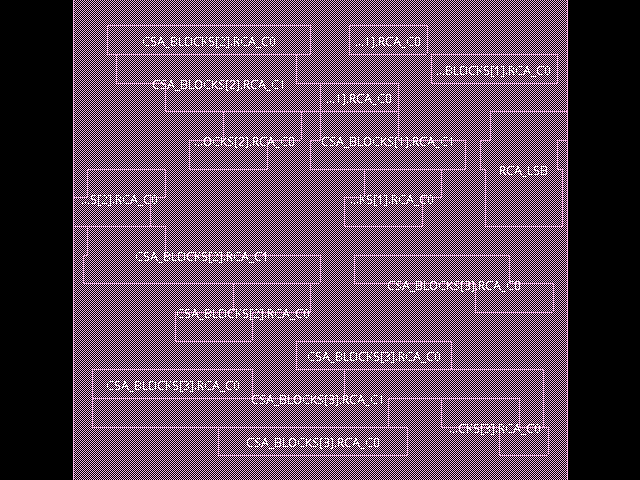 CSA_BLOCKS[2].RCA_C0
...1].RCA_C0
...BLOCKS[1].RCA_C0
CSA_BLOCKS[2].RCA_C1
...1].RCA_C0
...OCKS[2].RCA_C0
CSA_BLOCKS[1].RCA_C1
RCA_LSB
...S[2].RCA_C0
...KS[1].RCA_C0
CSA_BLOCKS[2].RCA_C1
CSA_BLOCKS[3].RCA_C0
CSA_BLOCKS[2].RCA_C0
CSA_BLOCKS[3].RCA_C0
CSA_BLOCKS[3].RCA_C0
CSA_BLOCKS[3].RCA_C1
...CKS[3].RCA_C0
CSA_BLOCKS[3].RCA_C0